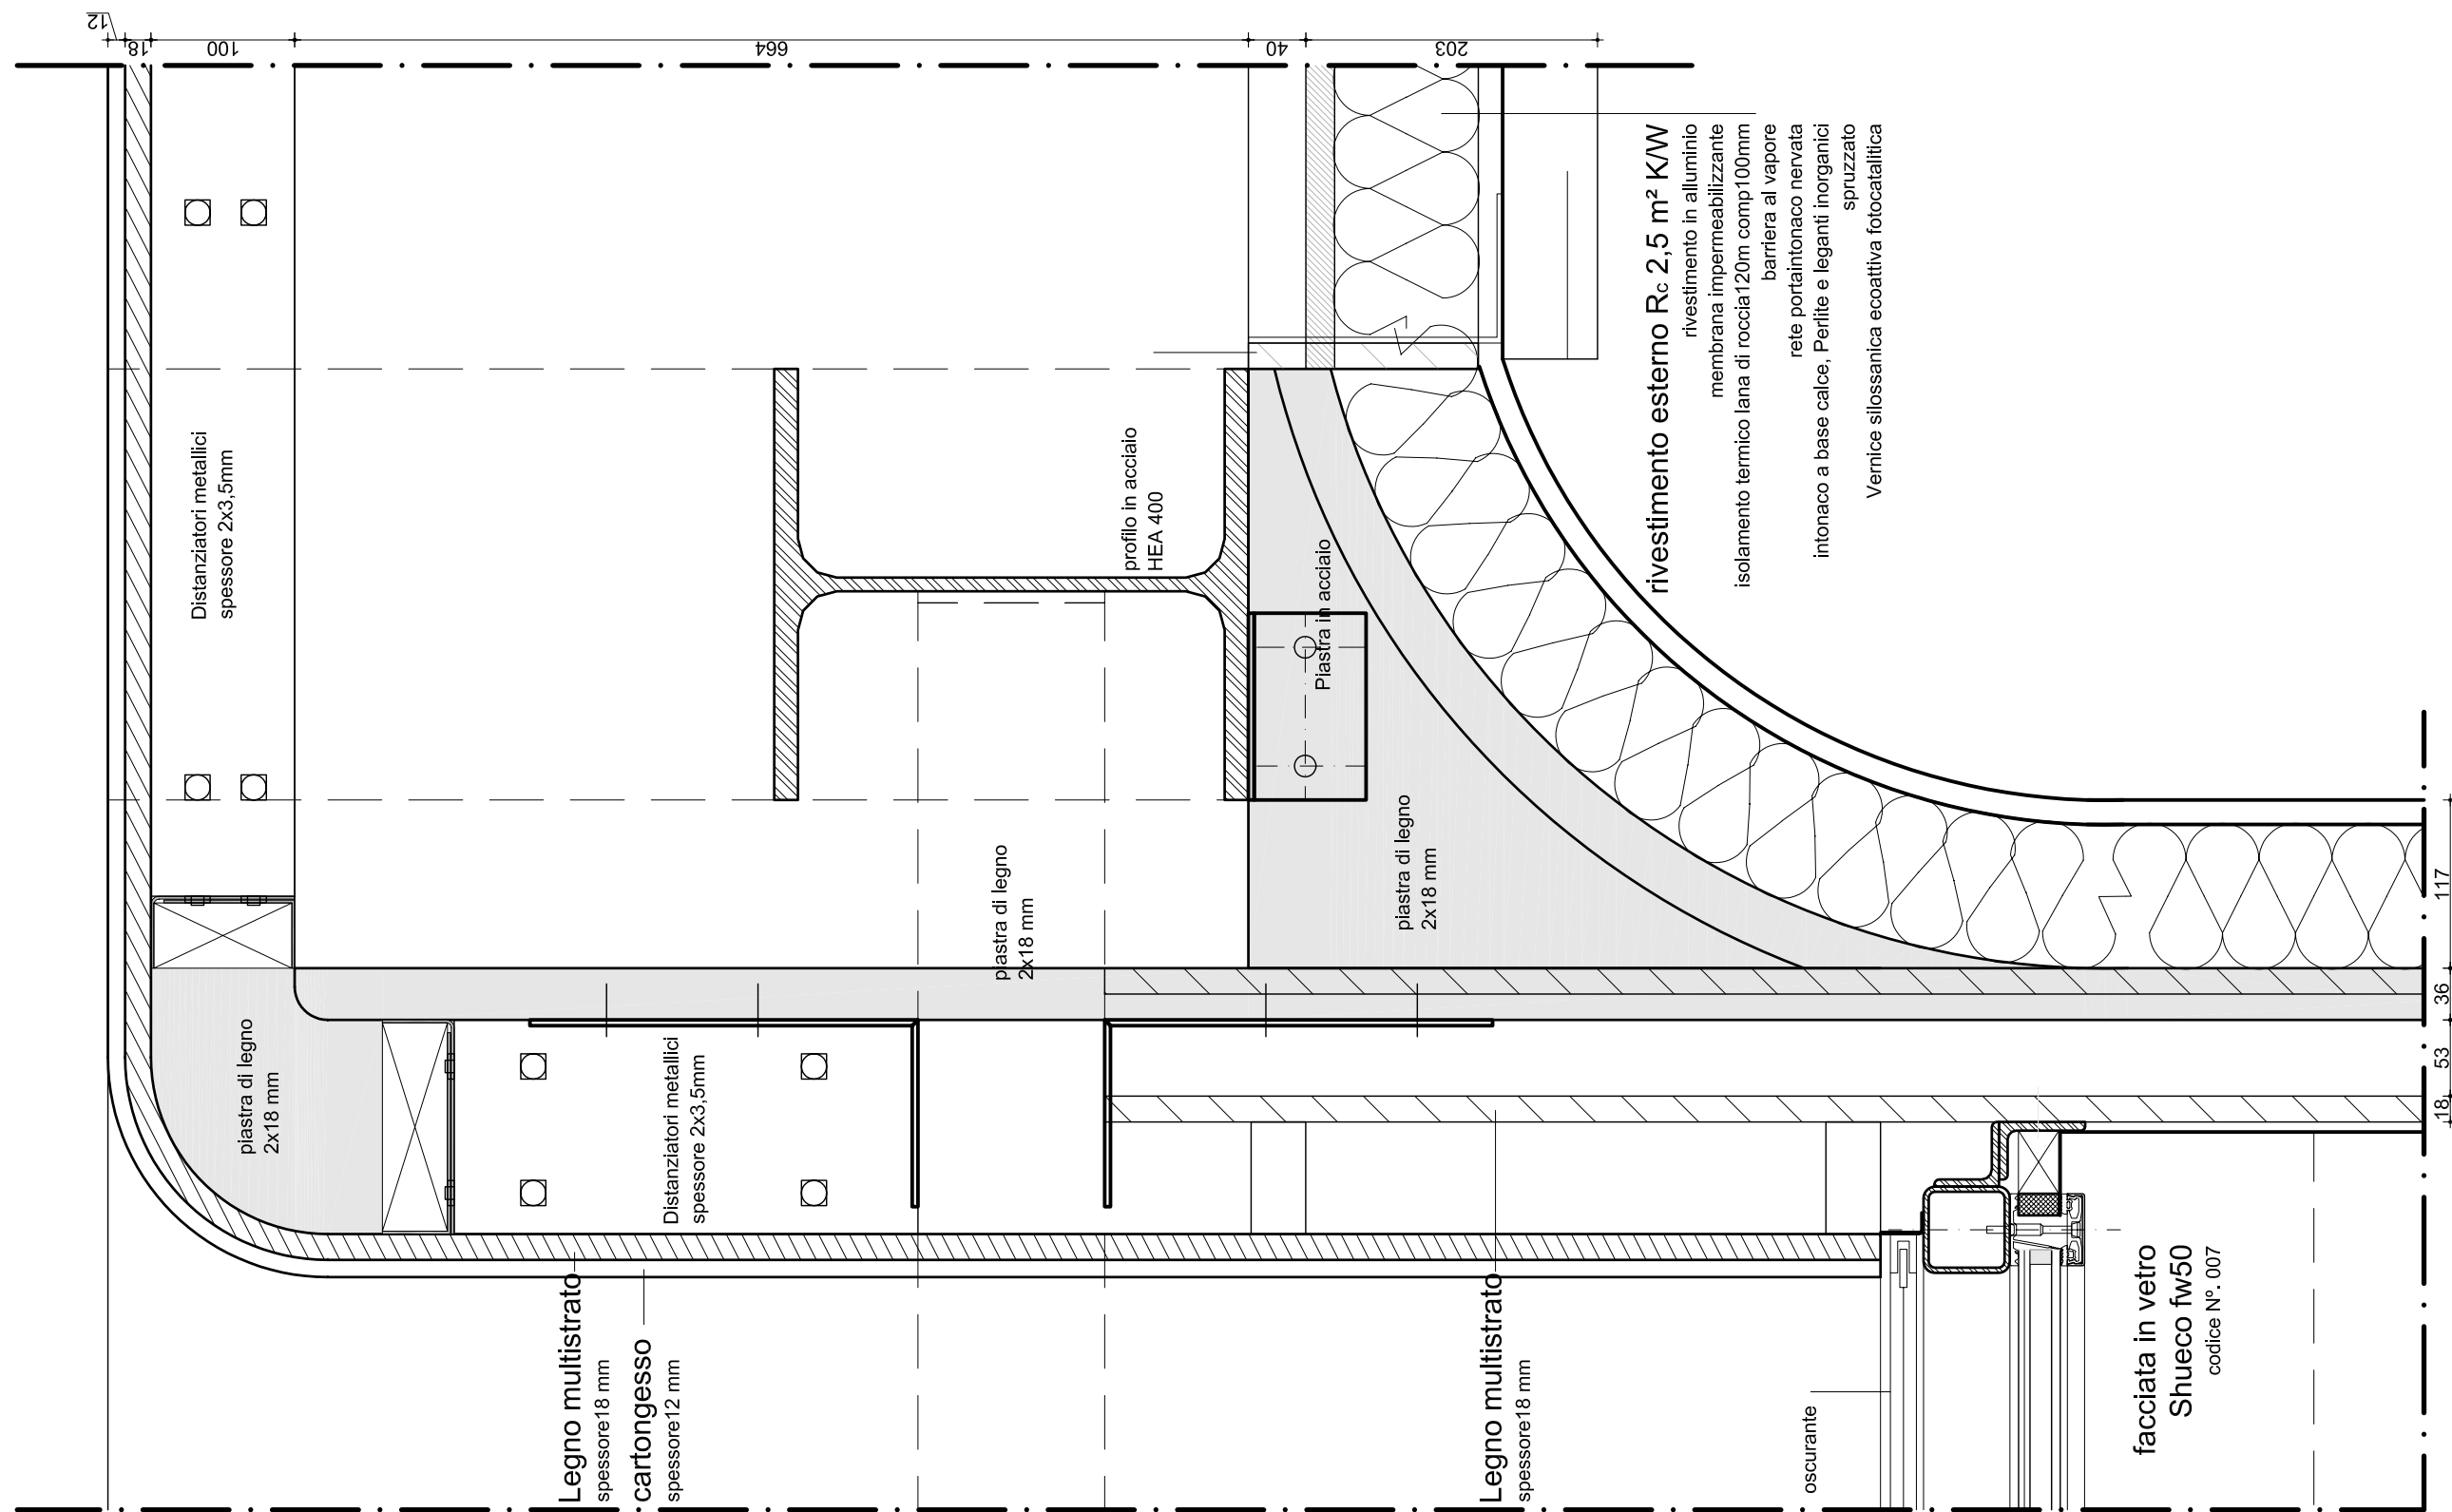 12
18
100
664
40
203
Distanziatori metallici
spessore 2x3,5mm
profilo in acciaio
HEA 400
Piastra in acciaio
rivestimento esterno Rc 2,5 m² K/W
rivestimento in alluminio
membrana impermeabilizzante
isolamento termico lana di roccia120m comp100mm
barriera al vapore
rete portaintonaco nervata
intonaco a base calce, Perlite e leganti inorganici
spruzzato
Vernice silossanica ecoattiva fotocatalitica
piastra di legno
2x18 mm
piastra di legno
2x18 mm
piastra di legno
2x18 mm
Distanziatori metallici
spessore 2x3,5mm
117
36
53
18
Legno multistrato
spessore18 mm
cartongesso
spessore12 mm
Legno multistrato
spessore18 mm
oscurante
facciata in vetro
Shueco fw50
codice Nº. 007